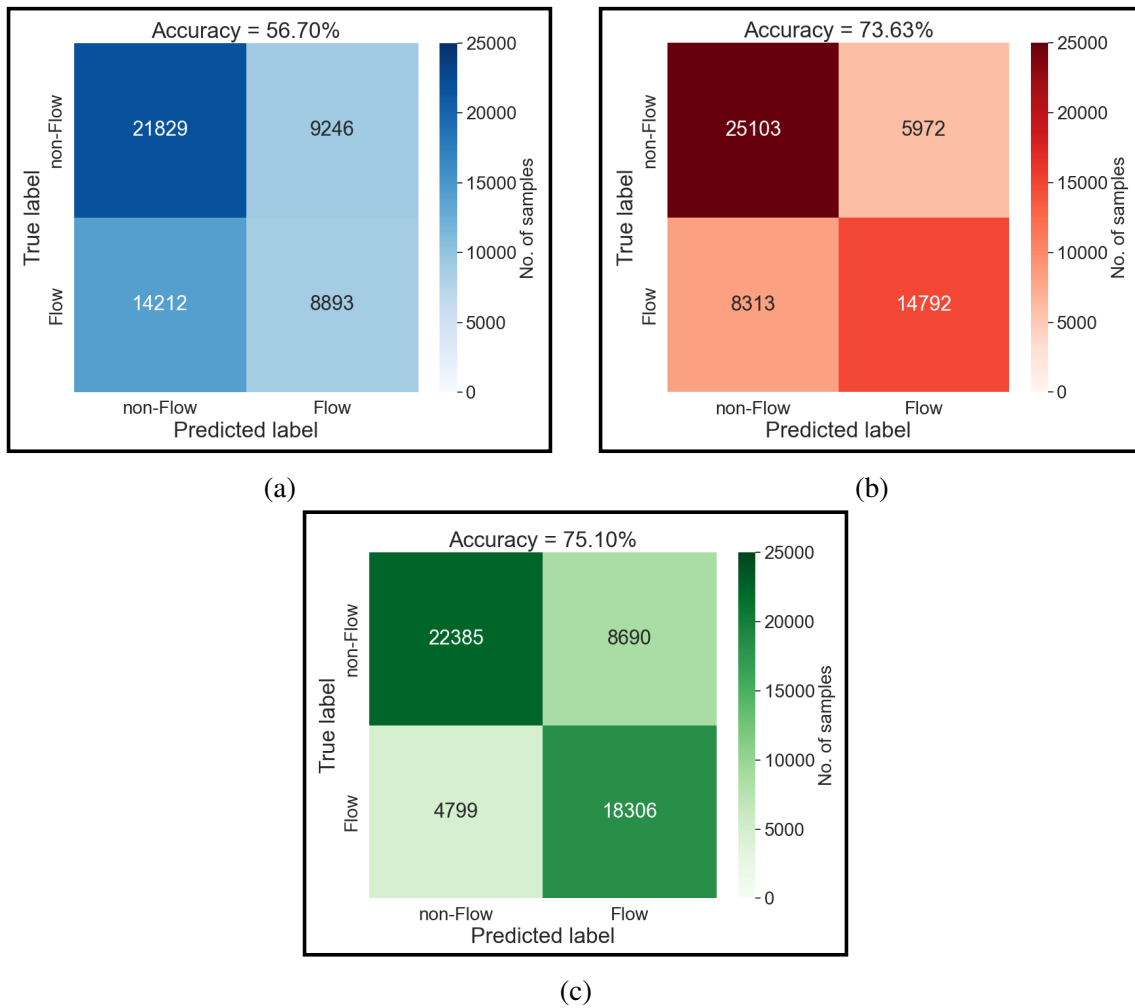 Accuracy = 56.70%
25000
20000
15000
10000
5000
0
No. of samples
True label
non-Flow
Flow
21829 9246
14212 8893
non-Flow Flow
Predicted label
(a)
Accuracy = 73.63%
25000
20000
15000
10000
5000
0
No. of samples
True label
non-Flow
Flow
25103 5972
8313 14792
non-Flow Flow
Predicted label
(b)
Accuracy = 75.10%
25000
20000
15000
10000
5000
0
No. of samples
True label
non-Flow
Flow
22385 8690
4799 18306
non-Flow Flow
Predicted label
(c)